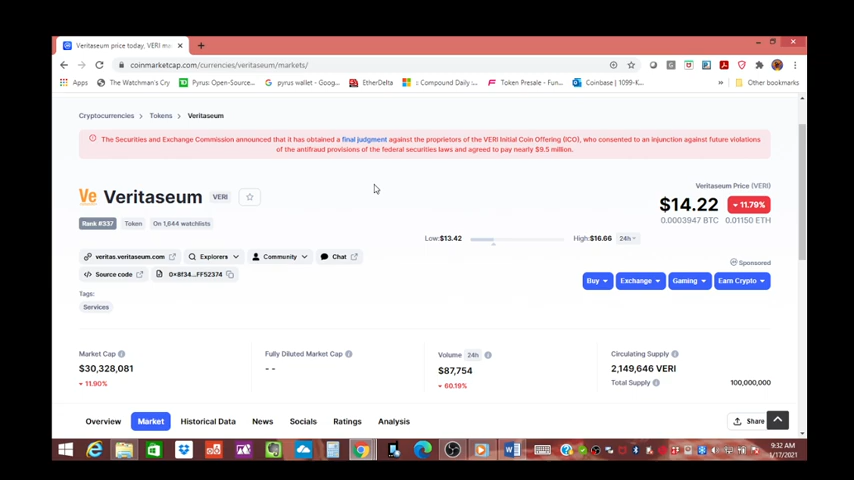 Veritaseum price today, VERI m
coinmarketcap.com/currencies/veritaseum/markets/
Apps The Watchman's Cry Pyrus: Open-Source... pyrus wallet - Goog... EtherDelta : Compound Daily :... Token Presale - Fun... Coinbase | 1099-K... » Other bookmarks
Cryptocurrencies > Tokens > Veritaseum
The Securities and Exchange Commission announced that it has obtained a final judgment against the proprietors of the VERI Initial Coin Offering (ICO), who consented to an injunction against future violations
of the antifraud provisions of the federal securities laws and agreed to pay nearly $9.5 million.
Veritaseum Price (VERI)
Ve Veritaseum VERI
$14.22 11.79%
Rank #337 Token On 1,644 watchlists
0.0003947 BTC 0.01150 ETH
Low:$13.42 High:$16.66 24h
veritas.veritaseum.com Explorers Community Chat
Sponsored
Source code 0x8f34...FF52374
Buy Exchange Gaming Earn Crypto
Tags:
Services
Market Cap Fully Diluted Market Cap Volume 24h Circulating Supply
$30,328,081 - - $87,754 2,149,646 VERI
11.90% 60.19% Total Supply 100,000,000
Overview Market Historical Data News Socials Ratings Analysis Share
9:32 AM
1/17/2021